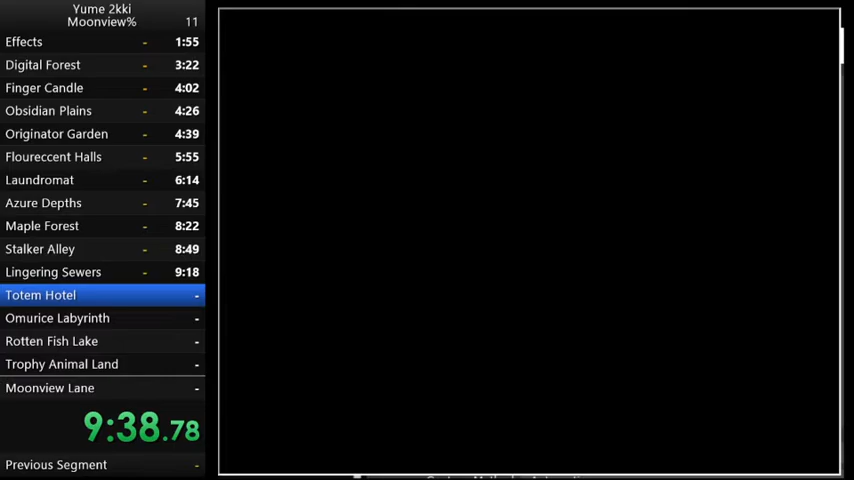 Yume 2kki
Moonview% 11
Effects - 1:55
Digital Forest - 3:22
Finger Candle - 4:02
Obsidian Plains - 4:26
Originator Garden - 4:39
Floureccent Halls - 5:55
Laundromat - 6:14
Azure Depths - 7:45
Maple Forest - 8:22
Stalker Alley - 8:49
Lingering Sewers - 9:18
Totem Hotel -
Omurice Labyrinth -
Rotten Fish Lake -
Trophy Animal Land -
Moonview Lane -
9:38.78
Previous Segment -